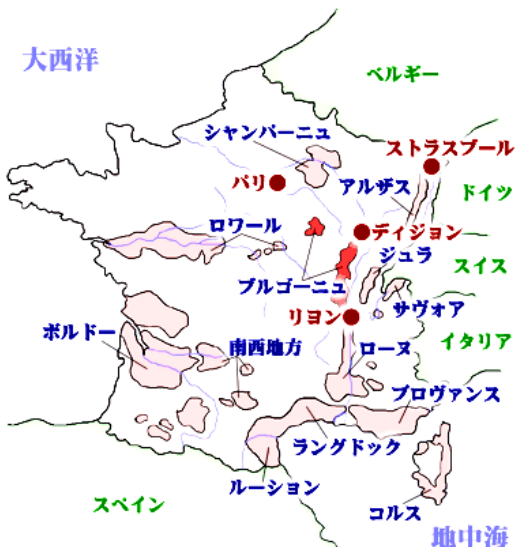 大西洋
ベルギー
シャンパーニュ
ストラスブール
パリ
アルザス
ドイツ
ロワール
ディジョン
ジュラ
スイス
ブルゴーニュ
サヴォア
リヨン
ボルドー
南西地方
ローヌ
イタリア
プロヴァンス
ラングドック
ルーション
スペイン
コルス
地中海